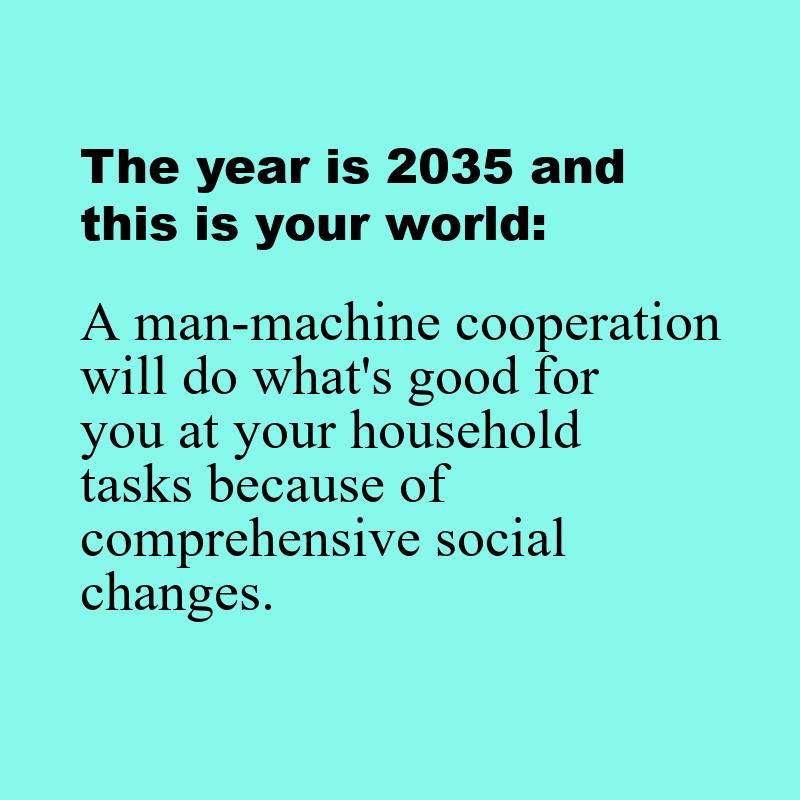 The year is 2035 and
this is your world:
A man-machine cooperation
will do what's good for
you at your household
tasks because of
comprehensive social
changes.